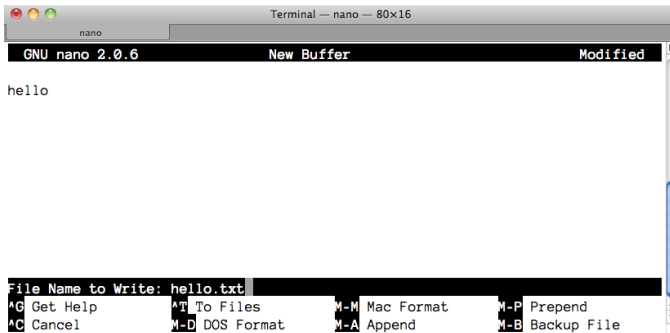 Terminal — nano — 80×16
nano
GNU nano 2.0.6 New Buffer Modified
hello
File Name to Write: hello.txt
^G Get Help ^T To Files M-M Mac Format M-P Prepend
^C Cancel M-D DOS Format M-A Append M-B Backup File